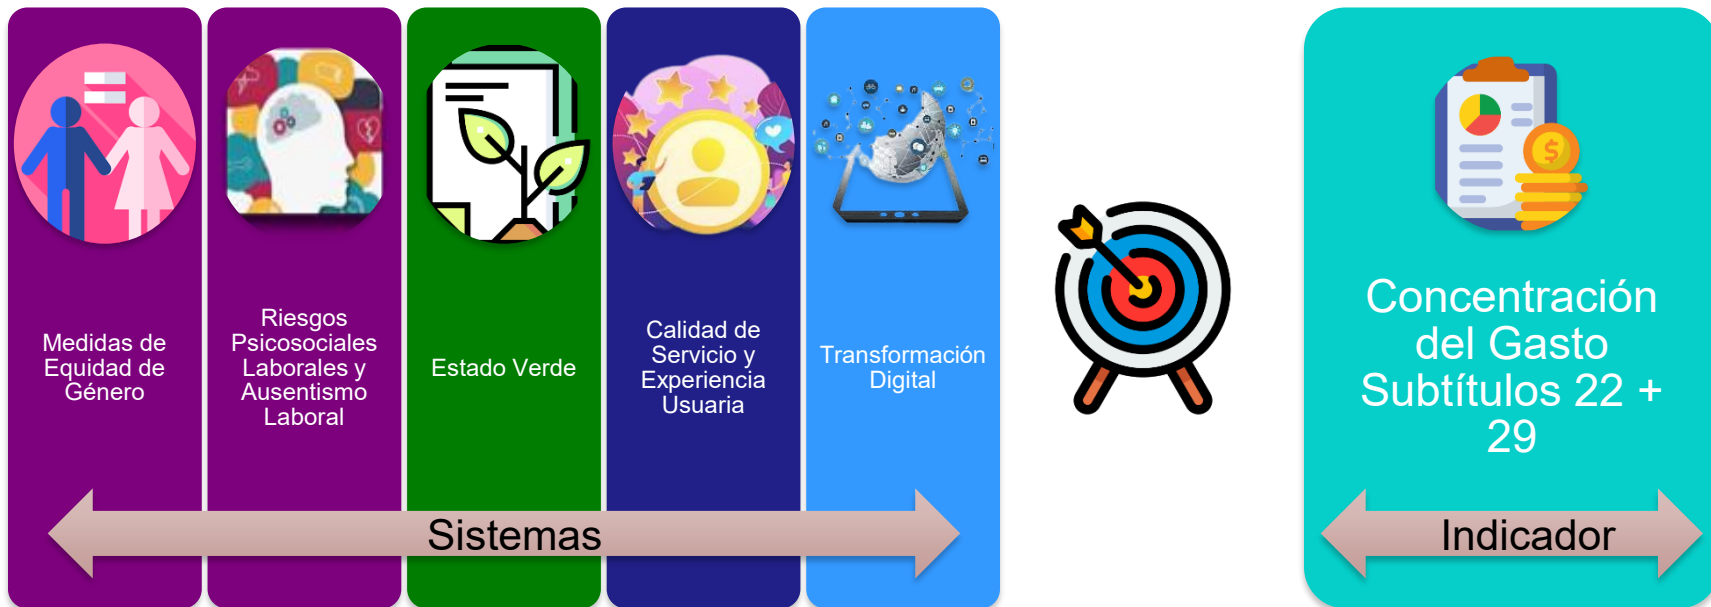 Medidas de
Equidad de
Género
Riesgos
Psicosociales
Laborales y
Ausentismo
Laboral
Estado Verde
Calidad de
Servicio y
Experiencia
Usuaria
Transformación
Digital
Sistemas
$
Concentración
del Gasto
Subtítulos 22 +
29
Indicador